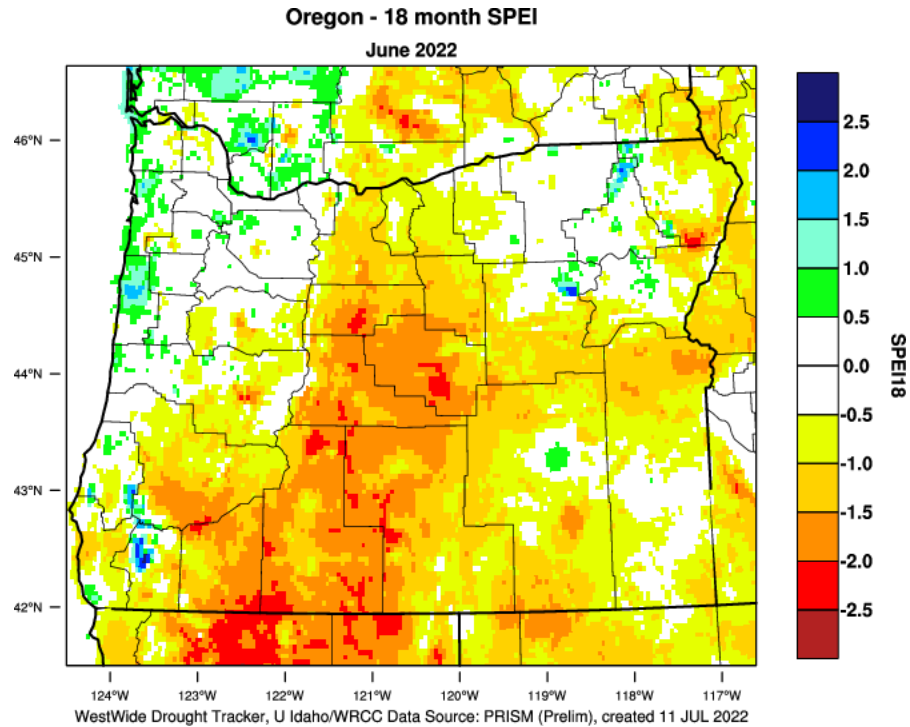 Oregon - 18 month SPEI
June 2022
46°N
45°N
44°N
43°N
42°N
124°W 123°W 122°W 121°W 120°W 119°W 118°W 117°W
2.5
2.0
1.5
1.0
0.5
0.0
-0.5
-1.0
-1.5
-2.0
-2.5
SPEI18
WestWide Drought Tracker, U Idaho/WRCC Data Source: PRISM (Prelim), created 11 JUL 2022